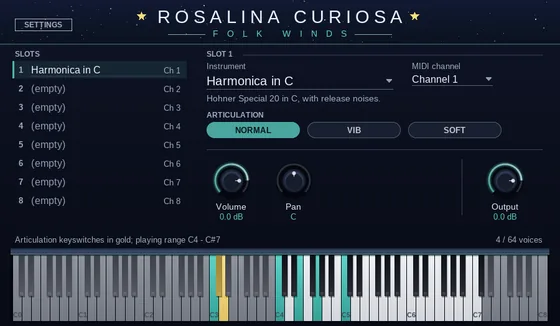 SETTINGS
ROSALINA CURIOSA
FOLK WINDS
SLOTS
1 Harmonica in C Ch 1
2 (empty) Ch 2
3 (empty) Ch 3
4 (empty) Ch 4
5 (empty) Ch 5
6 (empty) Ch 6
7 (empty) Ch 7
8 (empty) Ch 8
SLOT 1
Instrument MIDI channel
Harmonica in C Channel 1
Hohner Special 20 in C, with release noises.
ARTICULATION
NORMAL VIB SOFT
Volume Pan Output
0.0 dB C 0.0 dB
Articulation keyswitches in gold; playing range C4 - C#7 4 / 64 voices
C0 C3 C4 C5 C6 C7 C8